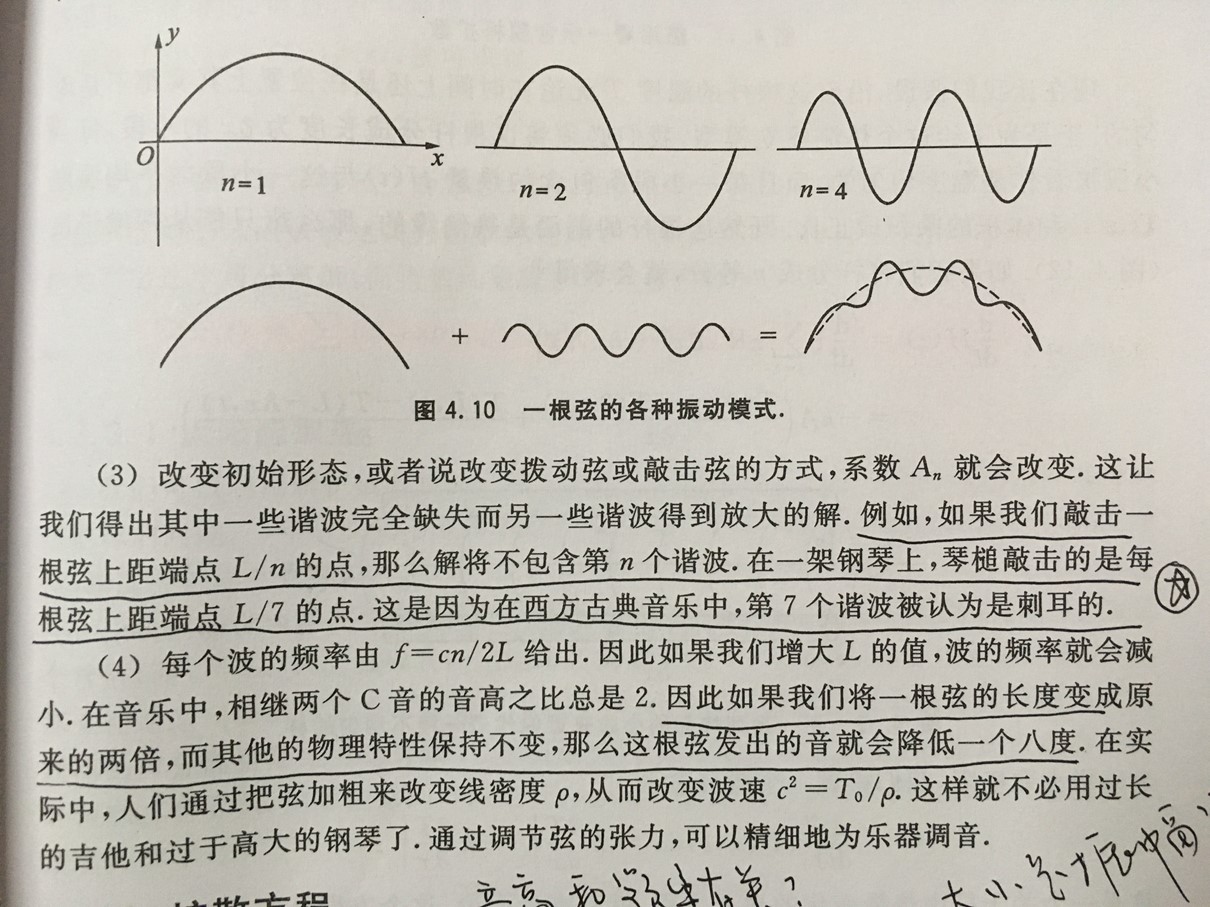 y
O
x
n=1
n=2
n=4
+
=
图 4.10 一根弦的各种振动模式.
(3) 改变初始形态,或者说改变拨动弦或敲击弦的方式,系数 Aₙ 就会改变. 这让
我们得出其中一些谐波完全缺失而另一些谐波得到放大的解. 例如,如果我们敲击一
根弦上距端点 L/n 的点,那么解将不包含第 n 个谐波. 在一架钢琴上,琴槌敲击的是每
根弦上距端点 L/7 的点. 这是因为在西方古典音乐中,第 7 个谐波被认为是刺耳的.
(4) 每个波的频率由 f=cn/2L 给出. 因此如果我们增大 L 的值,波的频率就会减
小. 在音乐中,相继两个 C 音的音高之比总是 2. 因此如果我们将一根弦的长度变成原
来的两倍,而其他的物理特性保持不变,那么这根弦发出的音就会降低一个八度. 在实
际中,人们通过把弦加粗来改变线密度 ρ,从而改变波速 c²=T₀/ρ. 这样就不必用过长
的吉他和过于高大的钢琴了. 通过调节弦的张力,可以精细地为乐器调音.
扩散方程
音高和频率有关?